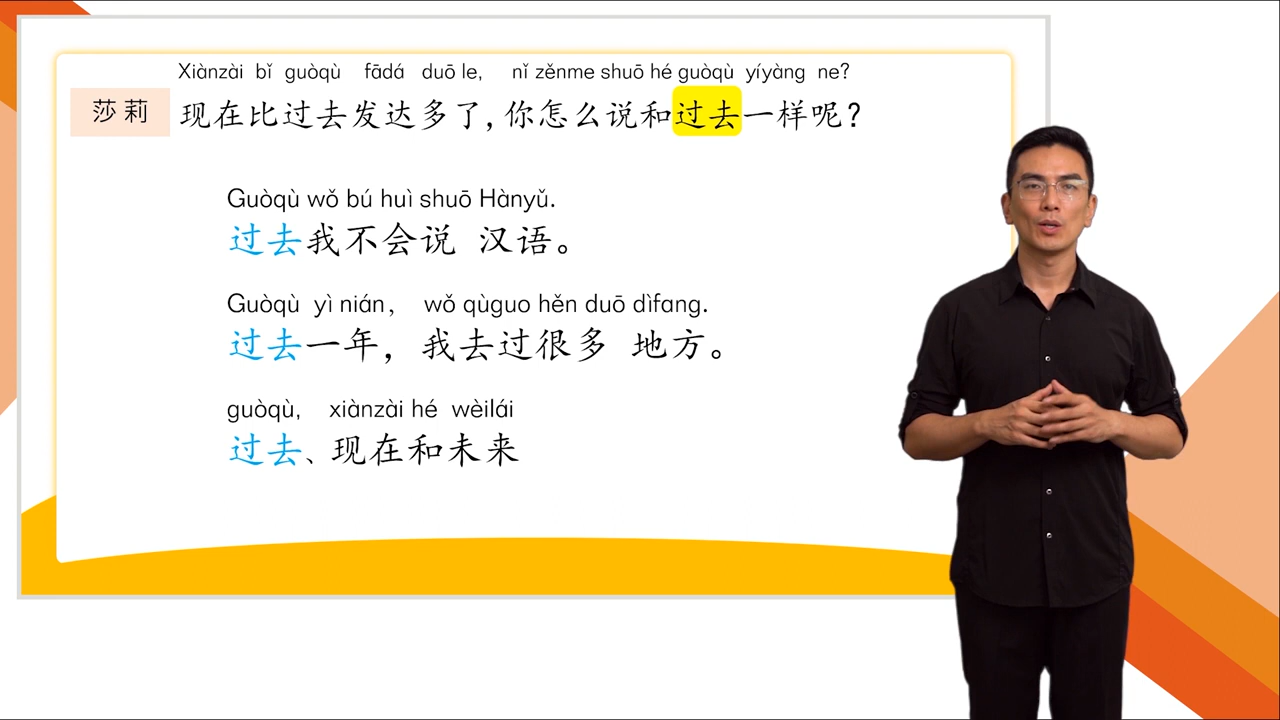 Xiànzài bǐ guòqù fādá duō le, nǐ zěnme shuō hé guòqù yíyàng ne?
莎莉 现在比过去发达多了,你怎么说和过去一样呢?
Guòqù wǒ bú huì shuō Hànyǔ.
过去我不会说 汉语。
Guòqù yì nián, wǒ qùguo hěn duō dìfang.
过去一年，我去过很多 地方。
guòqù, xiànzài hé wèilái
过去、现在和未来